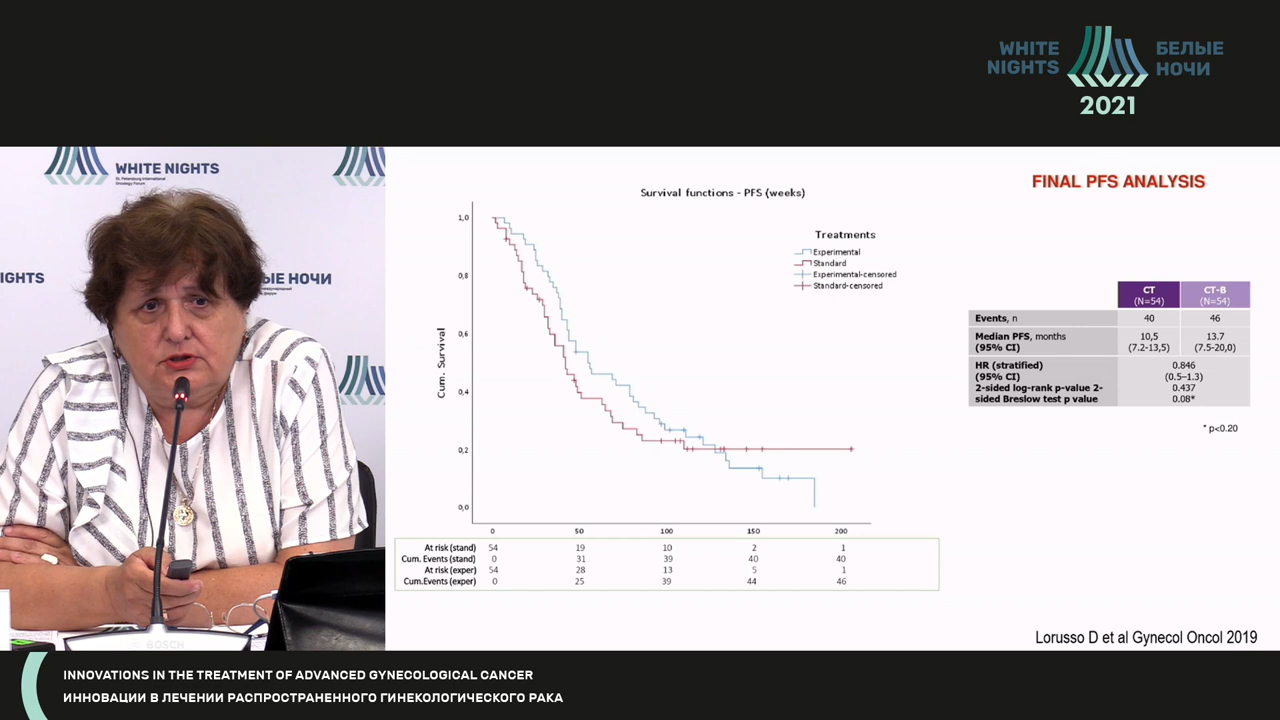 WHITE NIGHTS
БЕЛЫЕ НОЧИ
2021
WHITE NIGHTS
St. Petersburg International
Oncology Forum
IGHTS
ЫЕ НОЧИ
BOSCH
FINAL PFS ANALYSIS
Survival functions - PFS (weeks)
Cum. Survival
1,0
0,8
0,6
0,4
0,2
0,0
0 50 100 150 200
Treatments
Experimental
Standard
Experimental-censored
Standard-censored
At risk (stand) 54 19 10 2 1
Cum. Events (stand) 0 31 39 40 40
At risk (exper) 54 28 13 5 1
Cum.Events (exper) 0 25 39 44 46
CT CT-B
(N=54) (N=54)
Events, n 40 46
Median PFS, months 10,5 13.7
(95% CI) (7.2-13,5) (7.5-20,0)
HR (stratified) 0.846
(95% CI) (0.5–1.3)
2-sided log-rank p-value 2- 0.437
sided Breslow test p value 0.08*
* p<0.20
Lorusso D et al Gynecol Oncol 2019
INNOVATIONS IN THE TREATMENT OF ADVANCED GYNECOLOGICAL CANCER
ИННОВАЦИИ В ЛЕЧЕНИИ РАСПРОСТРАНЕННОГО ГИНЕКОЛОГИЧЕСКОГО РАКА